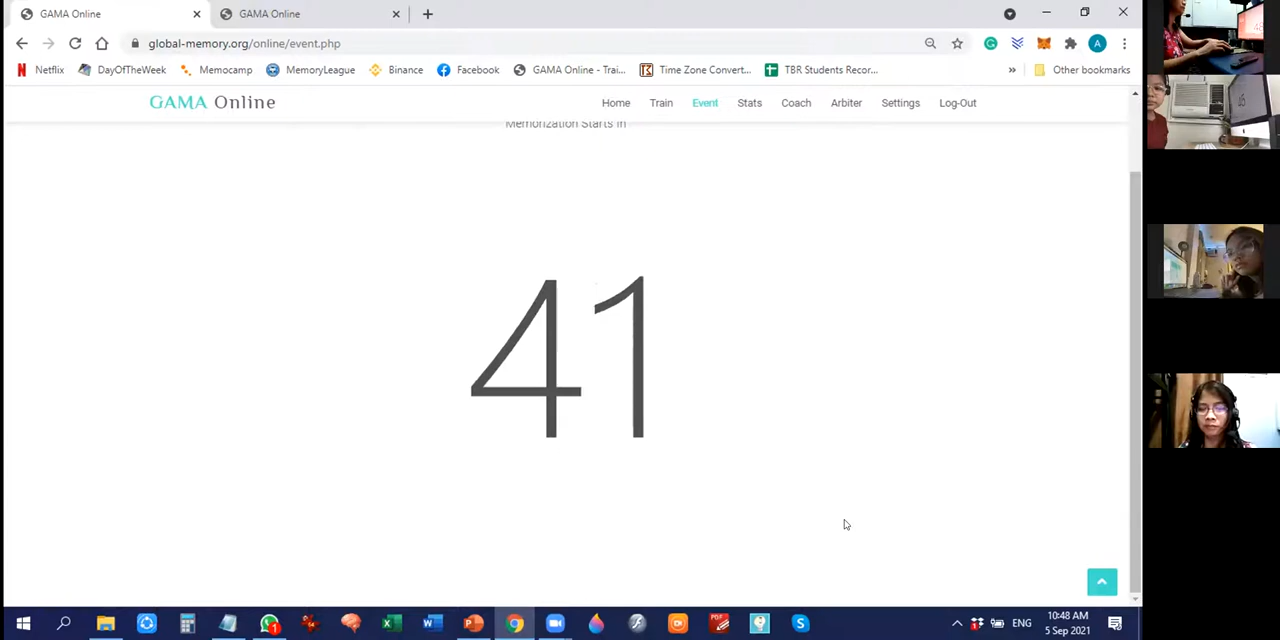 GAMA Online
GAMA Online
global-memory.org/online/event.php
A
Netflix
DayOfTheWeek
Memocamp
MemoryLeague
Binance
Facebook
GAMA Online - Trai...
Time Zone Convert...
TBR Students Recor...
»
Other bookmarks
GAMA Online
Home
Train
Event
Stats
Coach
Arbiter
Settings
Log-Out
Memorization Starts in
41
ENG
10:48 AM
5 Sep 2021